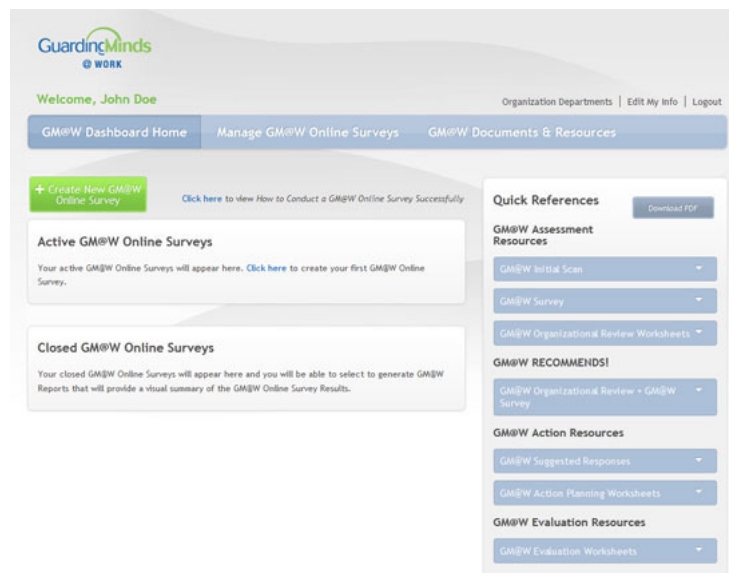 GuardingMinds
@ WORK
Welcome, John Doe
Organization Departments | Edit My Info | Logout
GM@W Dashboard Home
Manage GM@W Online Surveys
GM@W Documents & Resources
+ Create New GM@W
Online Survey
Click here to view How to Conduct a GM@W Online Survey Successfully
Active GM@W Online Surveys
Your active GM@W Online Surveys will appear here. Click here to create your first GM@W Online
Survey.
Closed GM@W Online Surveys
Your closed GM@W Online Surveys will appear here and you will be able to select to generate GM@W
Reports that will provide a visual summary of the GM@W Online Survey Results.
Quick References
Download PDF
GM@W Assessment
Resources
GM@W Initial Scan
GM@W Survey
GM@W Organizational Review Worksheets
GM@W RECOMMENDS!
GM@W Organizational Review + GM@W
Survey
GM@W Action Resources
GM@W Suggested Responses
GM@W Action Planning Worksheets
GM@W Evaluation Resources
GM@W Evaluation Worksheets